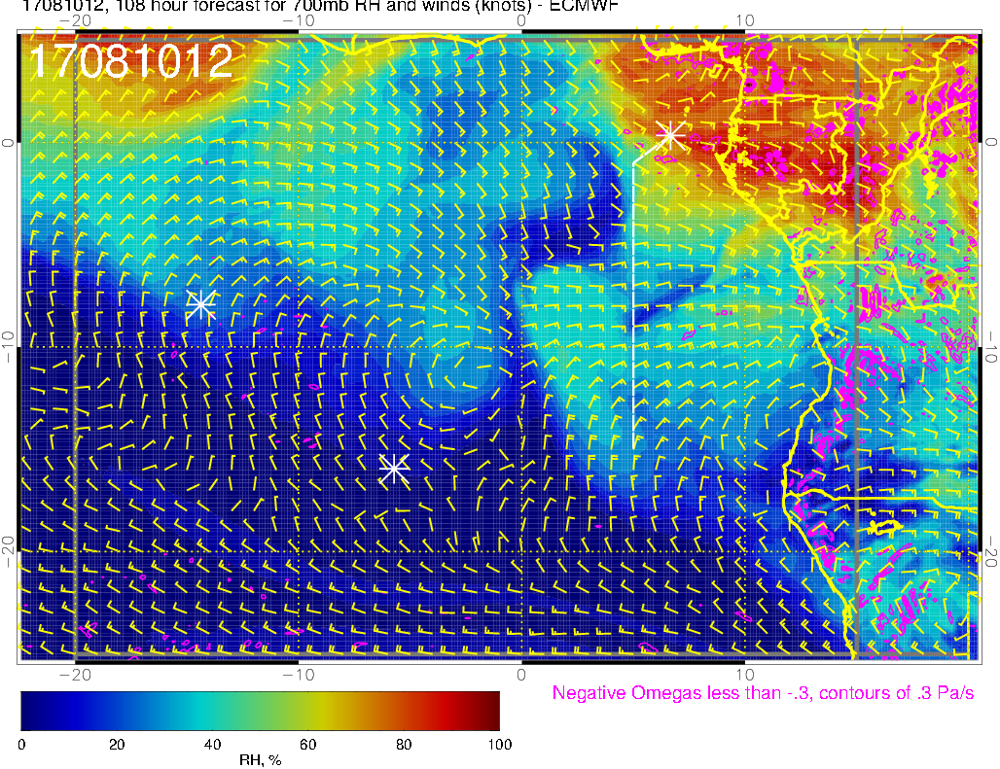 17081012, 108 hour forecast for 700mb RH and winds (knots) - ECMWF
−20 −10 0 10
17081012
0 0
−10 −10
−20 −20
−20 −10 0 10
Negative Omegas less than -.3, contours of .3 Pa/s
0 20 40 60 80 100
RH, %